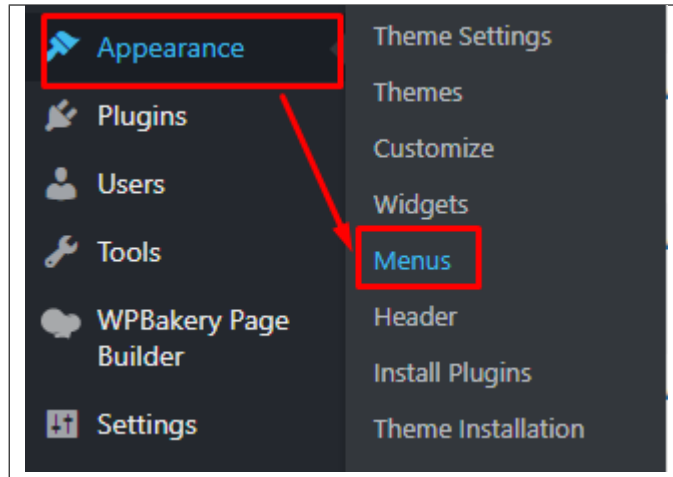 Appearance
Plugins
Users
Tools
WPBakery Page
Builder
Settings
Theme Settings
Themes
Customize
Widgets
Menus
Header
Install Plugins
Theme Installation